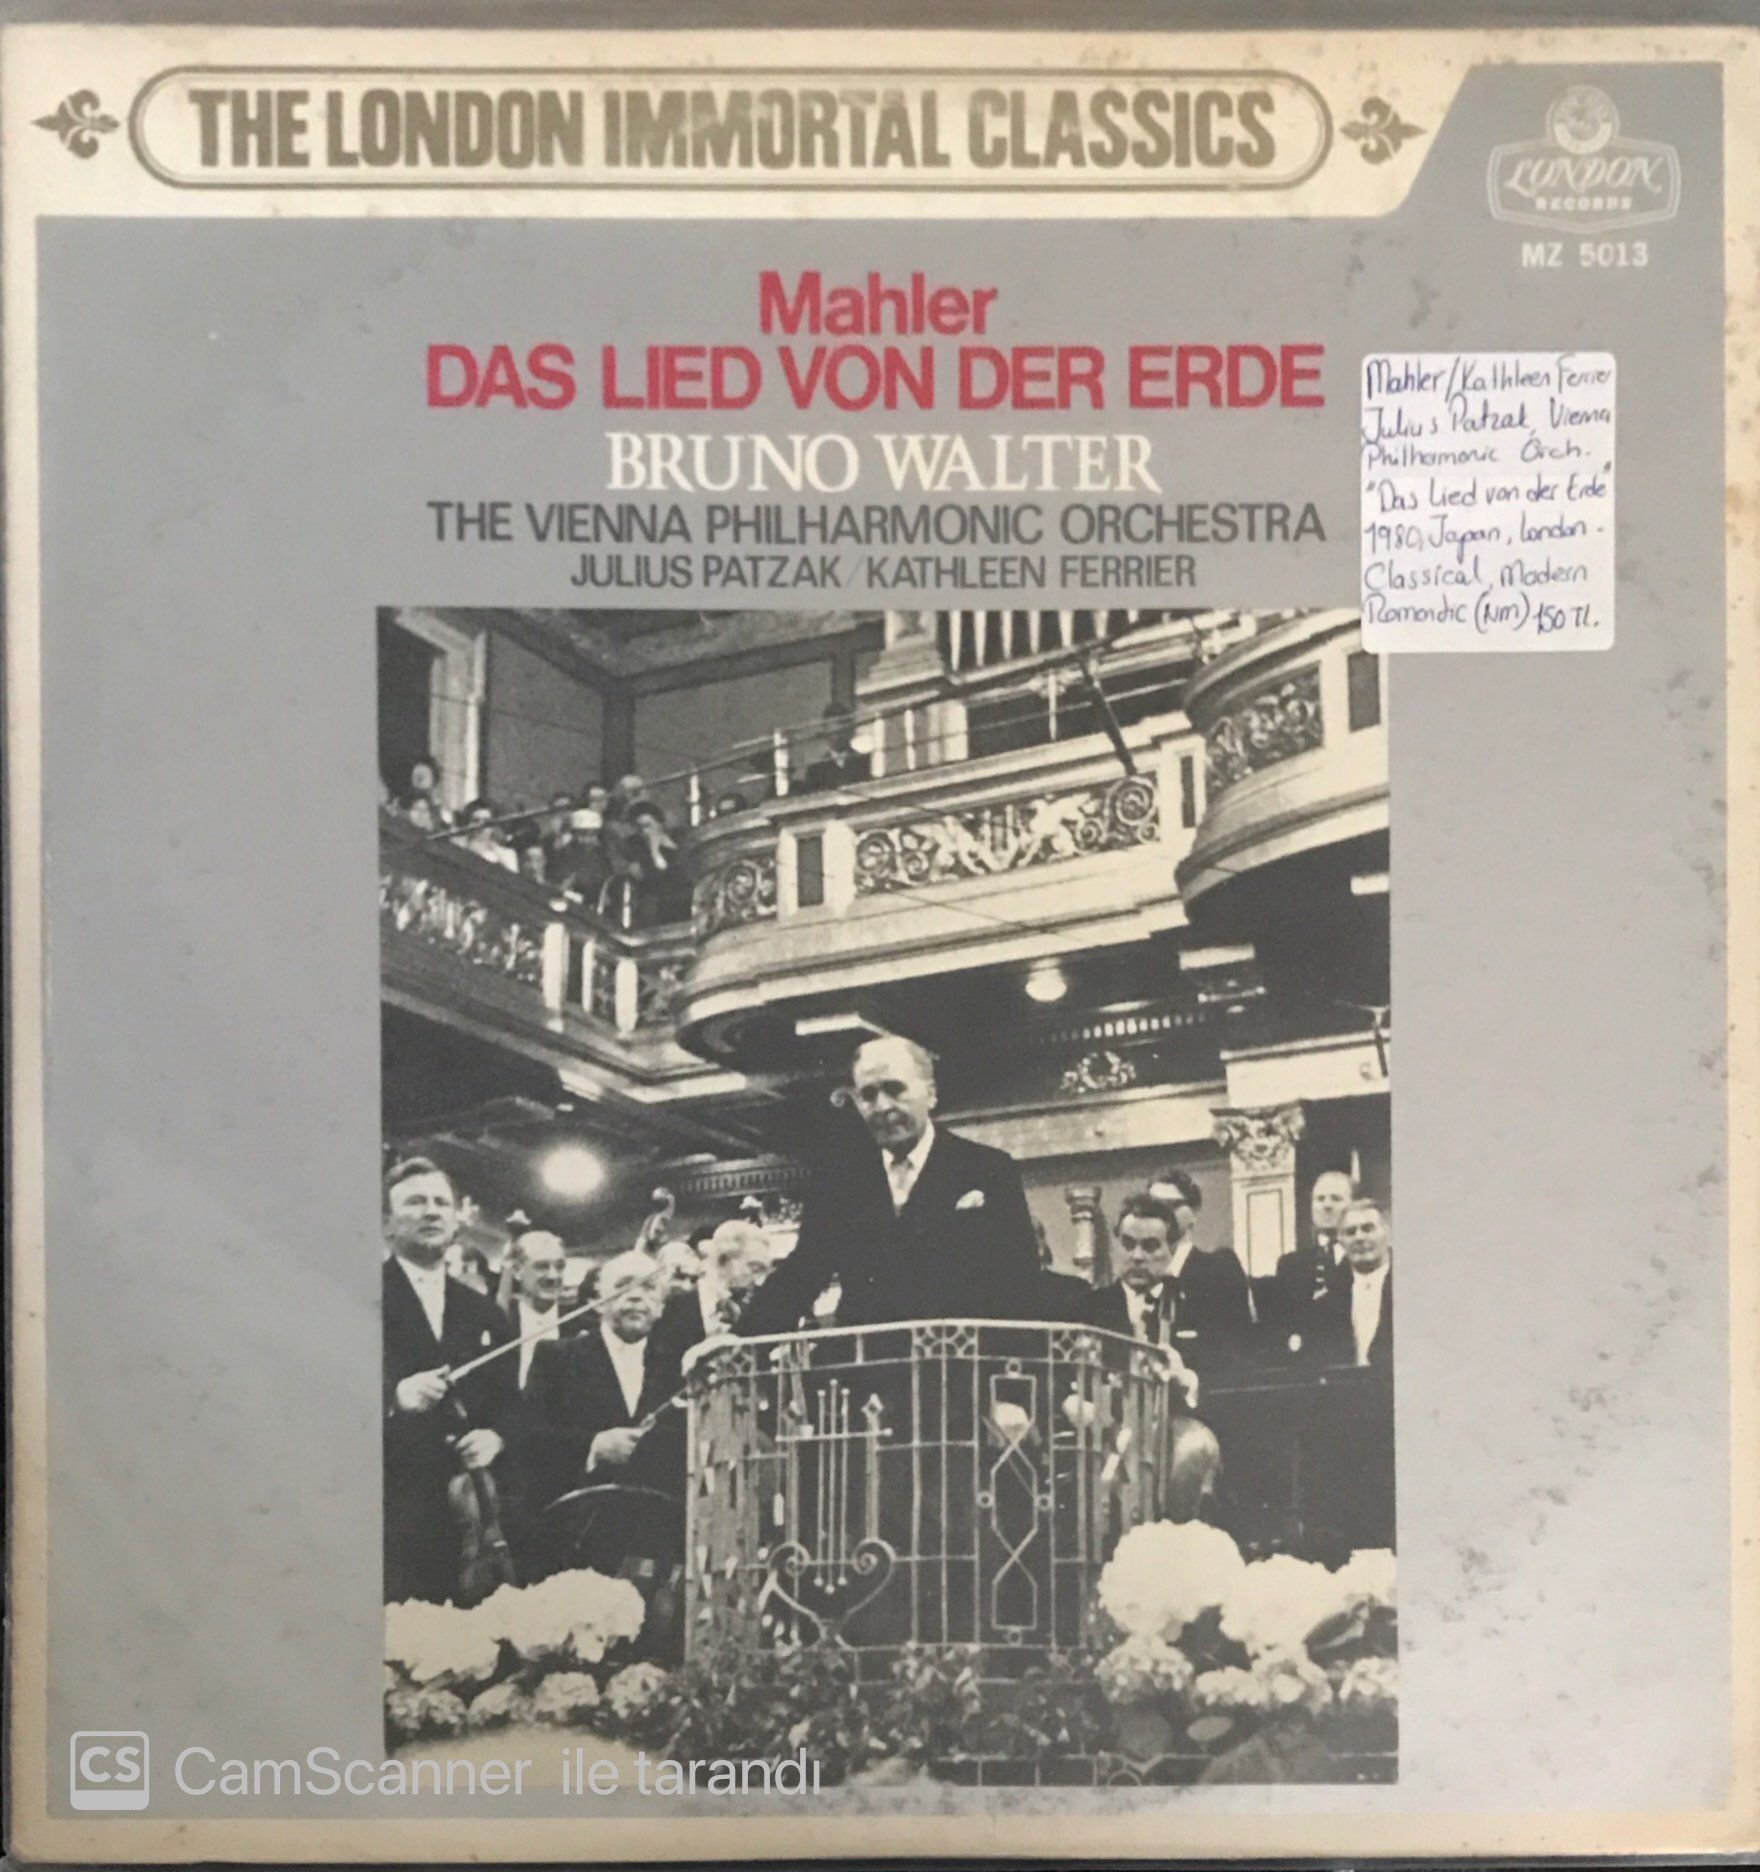 THE LONDON IMMORTAL CLASSICS
LONDON
RECORDS
MZ 5013
Mahler
DAS LIED VON DER ERDE
BRUNO WALTER
THE VIENNA PHILHARMONIC ORCHESTRA
JULIUS PATZAK/KATHLEEN FERRIER
Mahler/Kathleen Ferrier
Julius Patzak, Vienna
Philharmonic Orch.
"Das Lied von der Erde"
1980, Japan, London -
Classical, Modern
Romantic (NM) 150 TL.
CS CamScanner ile tarandı